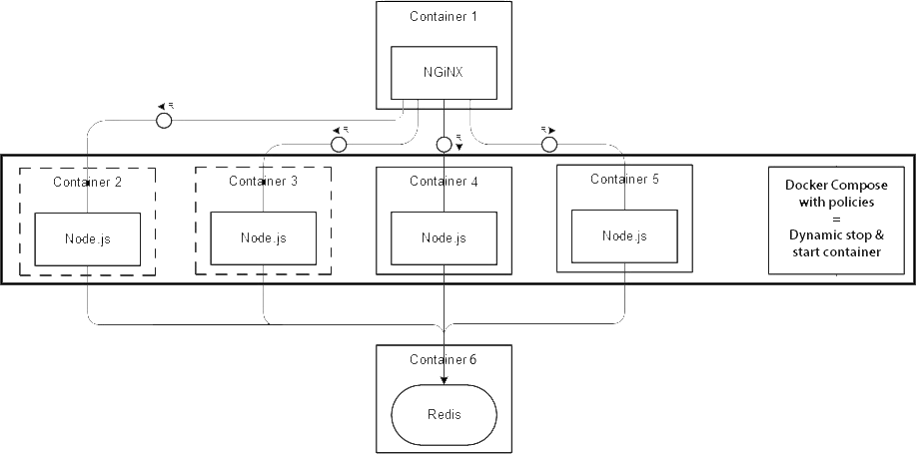 Container 1
NGiNX
R
R
R
R
Container 2
Container 3
Container 4
Container 5
Node.js
Node.js
Node.js
Node.js
Docker Compose
with policies
=
Dynamic stop &
start container
Container 6
Redis